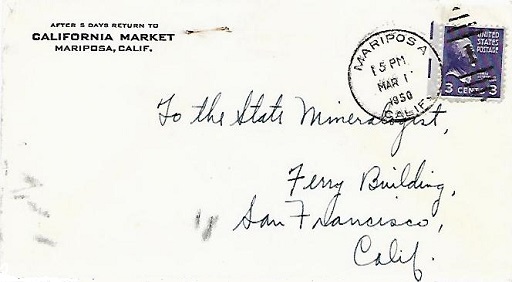 AFTER 5 DAYS RETURN TO
CALIFORNIA MARKET
MARIPOSA, CALIF.
MARIPOSA
5 PM
MAR 1
1950
CALIF.
UNITED
STATES
POSTAGE
3 CENTS 3
To the State Mineralogist,
Ferry Building,
San Francisco,
Calif.